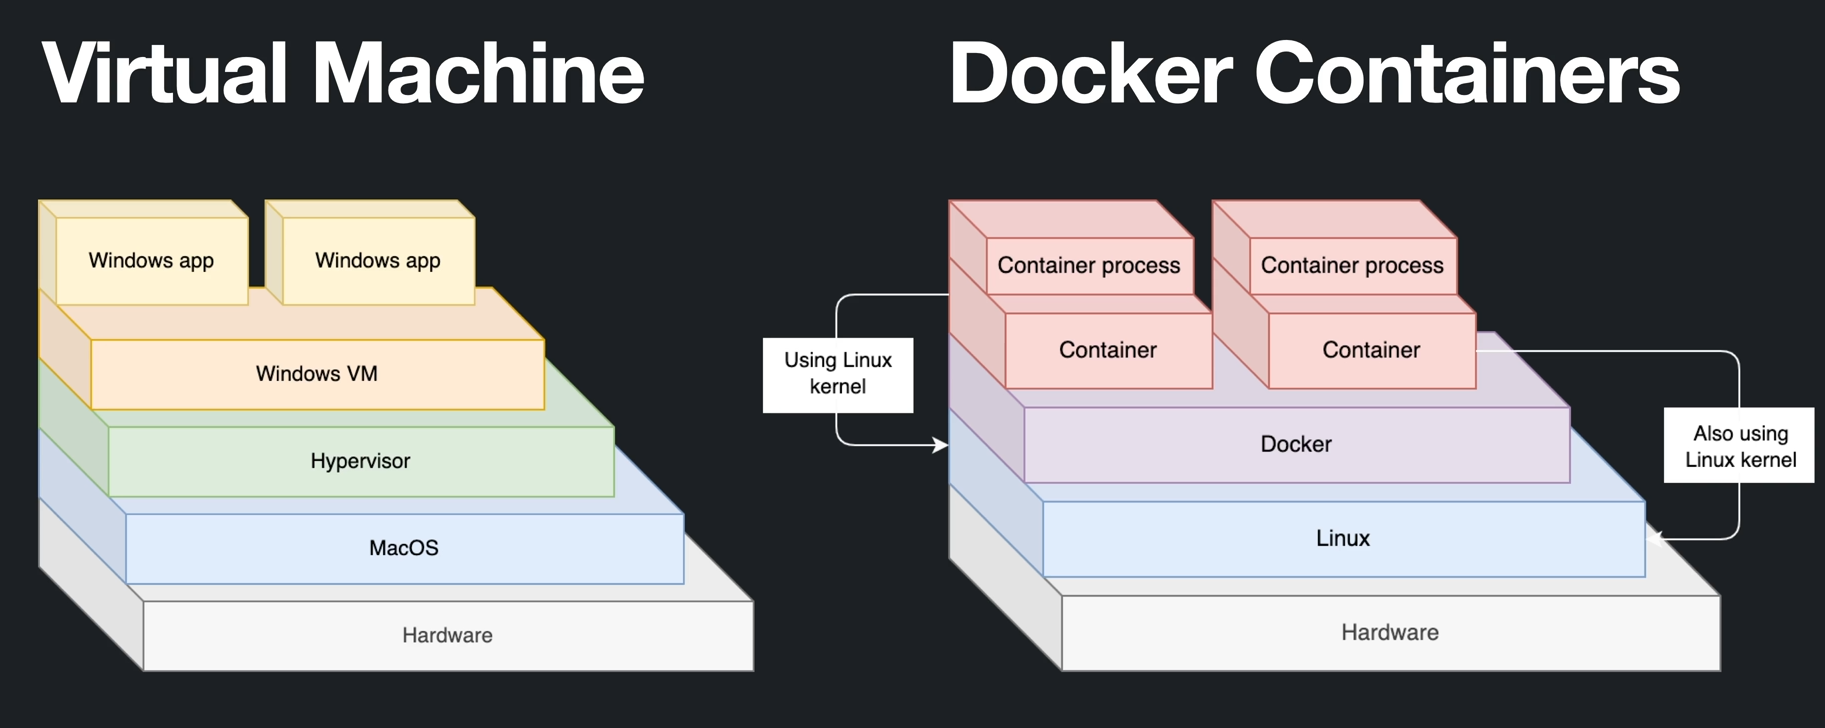 Virtual Machine
Windows app
Windows app
Windows VM
Hypervisor
MacOS
Hardware
Docker Containers
Container process
Container process
Container
Container
Using Linux
kernel
Docker
Also using
Linux kernel
Linux
Hardware